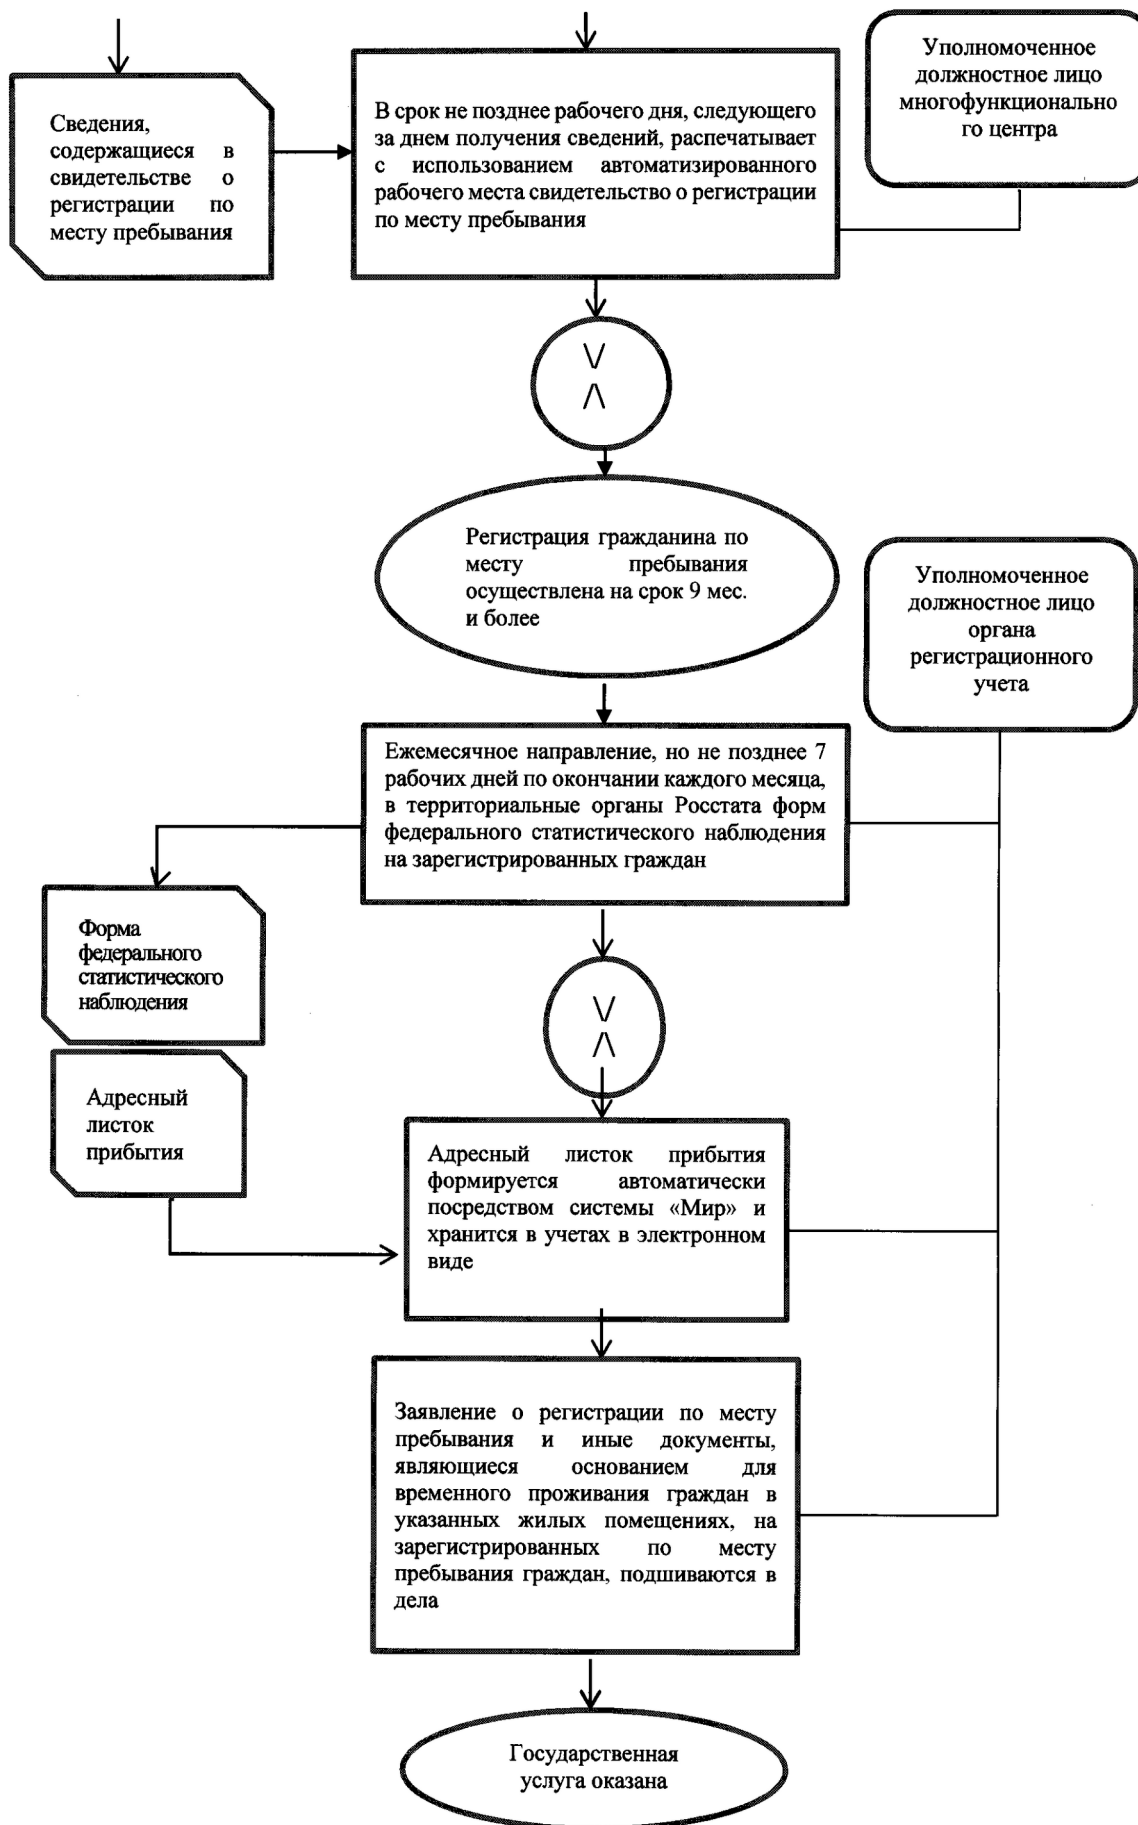 Уполномоченное
должностное лицо
многофункционально
го центра
Сведения,
содержащиеся в
свидетельстве о
регистрации по
месту пребывания
В срок не позднее рабочего дня, следующего
за днем получения сведений, распечатывает
с использованием автоматизированного
рабочего места свидетельство о регистрации
по месту пребывания
Регистрация гражданина по
месту пребывания
осуществлена на срок 9 мес.
и более
Уполномоченное
должностное лицо
органа
регистрационного
учета
Ежемесячное направление, но не позднее 7
рабочих дней по окончании каждого месяца,
в территориальные органы Росстата форм
федерального статистического наблюдения
на зарегистрированных граждан
Форма
федерального
статистического
наблюдения
Адресный
листок
прибытия
Адресный листок прибытия
формируется автоматически
посредством системы «Мир» и
хранится в учетах в электронном
виде
Заявление о регистрации по месту
пребывания и иные документы,
являющиеся основанием для
временного проживания граждан в
указанных жилых помещениях, на
зарегистрированных по месту
пребывания граждан, подшиваются в
дела
Государственная
услуга оказана